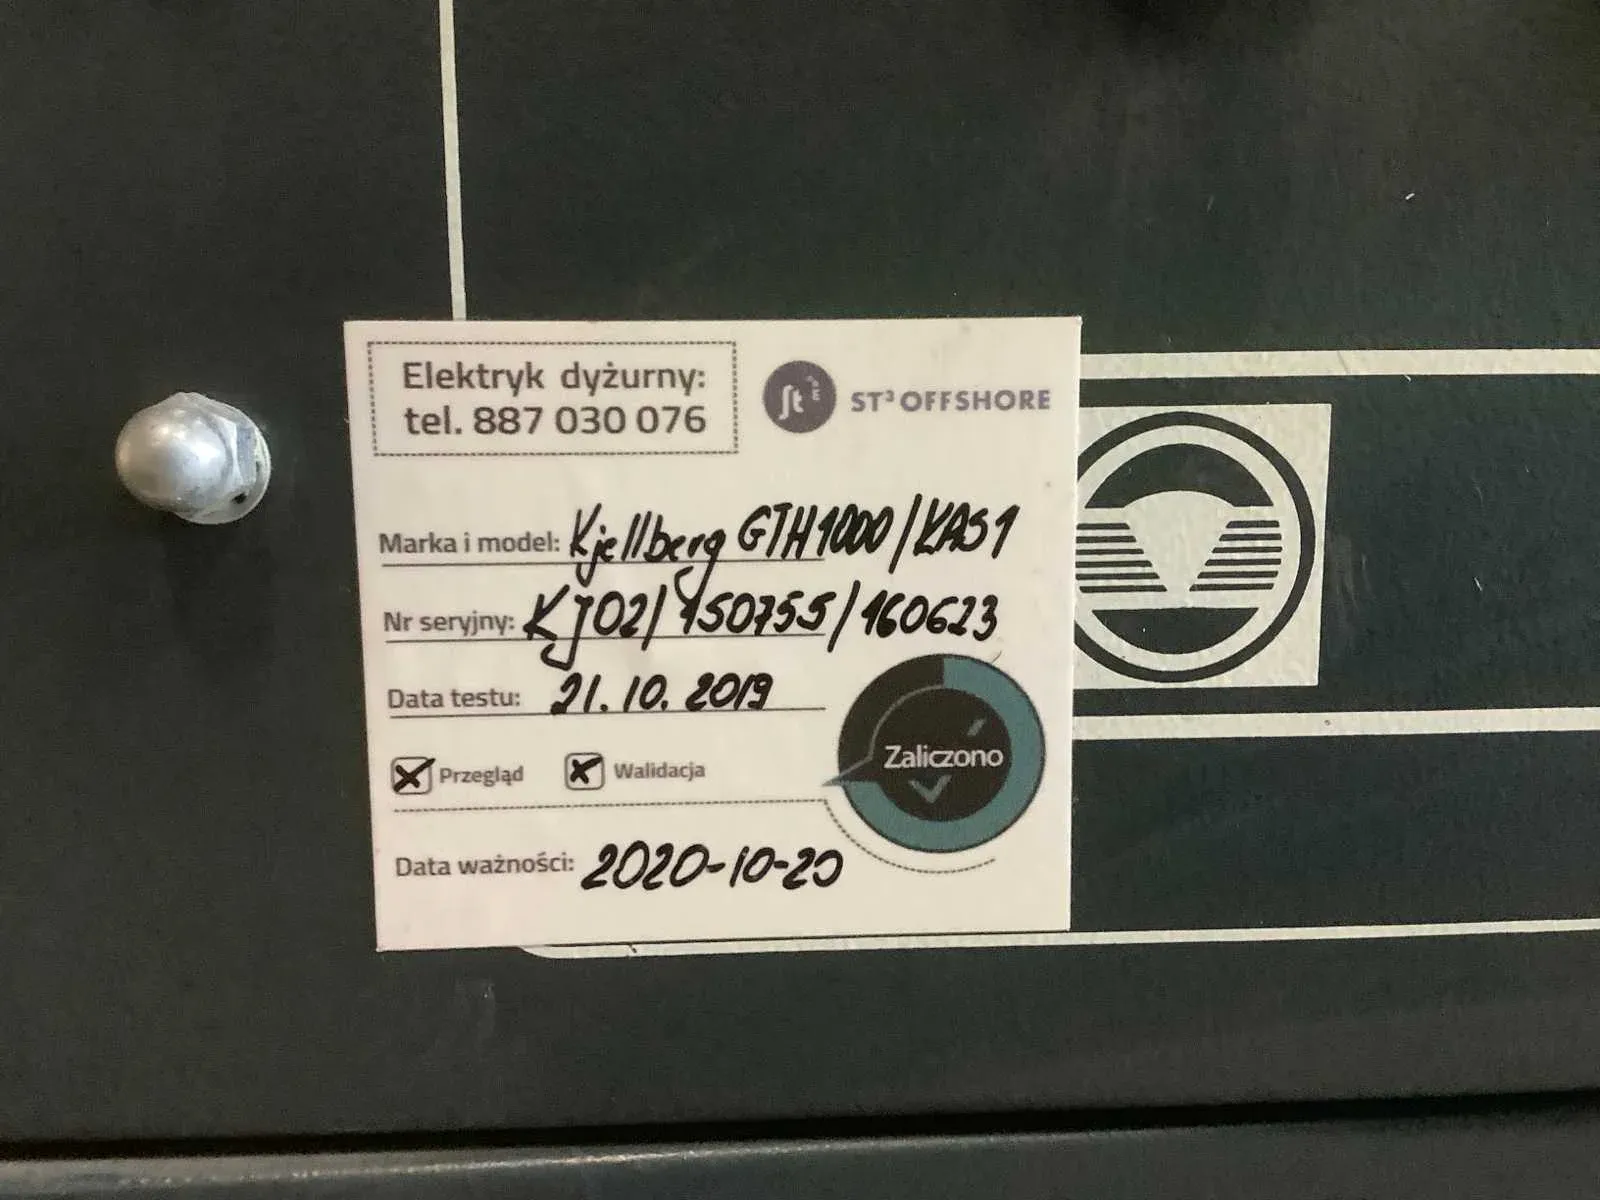 Elektryk dyżurny:
tel. 887 030 076
ST³ OFFSHORE
Marka i model: Kjellberg GTH1000/KAS1
Nr seryjny: KJ02/150755/160623
Data testu: 21.10.2019
Przegląd Walidacja
Zaliczono
Data ważności: 2020-10-20